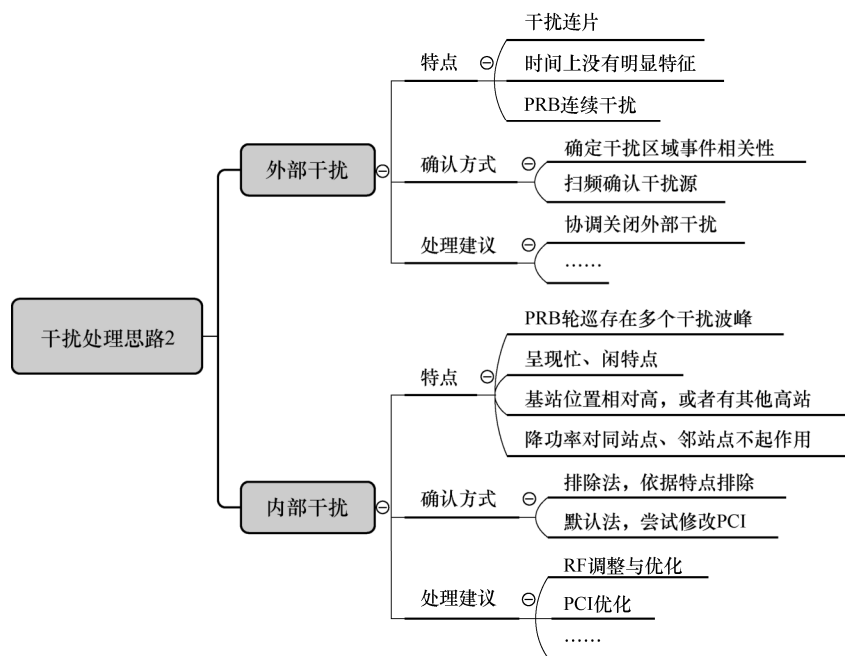 干扰处理思路2
外部干扰
特点
干扰连片
时间上没有明显特征
PRB连续干扰
确认方式
确定干扰区域事件相关性
扫频确认干扰源
处理建议
协调关闭外部干扰
……
内部干扰
特点
PRB轮巡存在多个干扰波峰
呈现忙、闲特点
基站位置相对高，或者有其他高站
降功率对同站点、邻站点不起作用
确认方式
排除法，依据特点排除
默认法，尝试修改PCI
处理建议
RF调整与优化
PCI优化
……